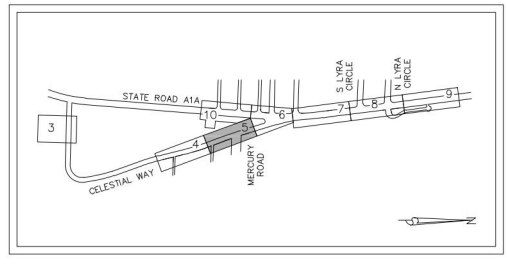 S LYRA
CIRCLE
N LYRA
CIRCLE
STATE ROAD A1A
9
8
7
6
10
5
3
4
MERCURY
ROAD
CELESTIAL WAY
5
N